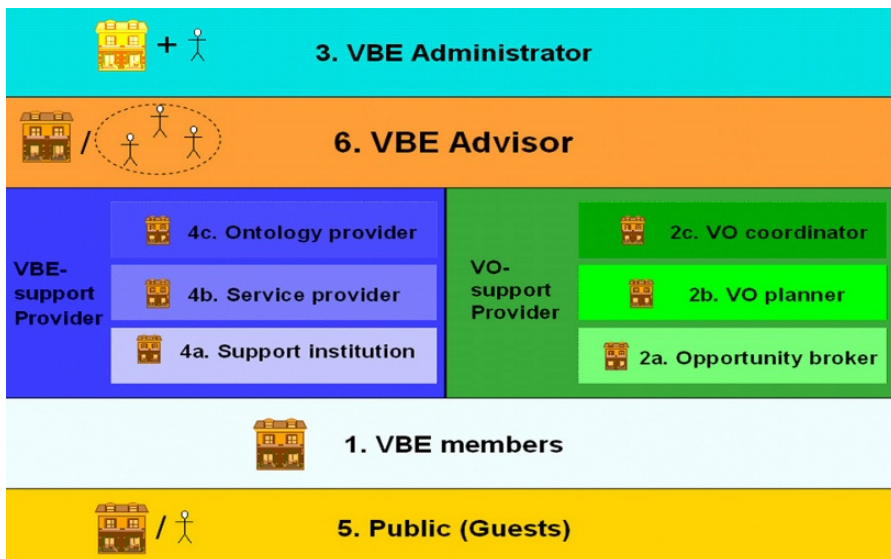 + 3. VBE Administrator
/ 6. VBE Advisor
VBE-
support
Provider
4c. Ontology provider
4b. Service provider
4a. Support institution
VO-
support
Provider
2c. VO coordinator
2b. VO planner
2a. Opportunity broker
1. VBE members
/ 5. Public (Guests)